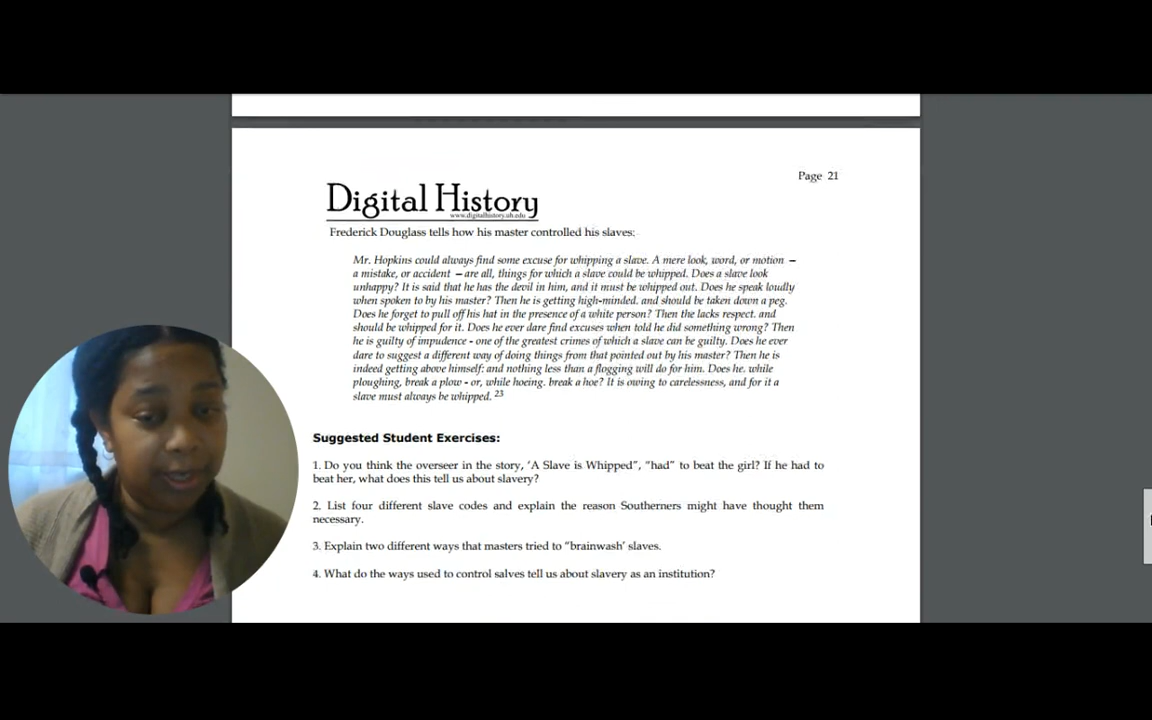 Page 21
Digital History
www.digitalhistory.uh.edu
Frederick Douglass tells how his master controlled his slaves:
Mr. Hopkins could always find some excuse for whipping a slave. A mere look, word, or motion –
a mistake, or accident – are all, things for which a slave could be whipped. Does a slave look
unhappy? It is said that he has the devil in him, and it must be whipped out. Does he speak loudly
when spoken to by his master? Then he is getting high-minded. and should be taken down a peg.
Does he forget to pull off his hat in the presence of a white person? Then the lacks respect. and
should be whipped for it. Does he ever dare find excuses when told he did something wrong? Then
he is guilty of impudence - one of the greatest crimes of which a slave can be guilty. Does he ever
dare to suggest a different way of doing things from that pointed out by his master? Then he is
indeed getting above himself: and nothing less than a flogging will do for him. Does he. while
ploughing, break a plow - or, while hoeing. break a hoe? It is owing to carelessness, and for it a
slave must always be whipped. 23
Suggested Student Exercises:
1. Do you think the overseer in the story, ‘A Slave is Whipped”, “had” to beat the girl? If he had to
beat her, what does this tell us about slavery?
2. List four different slave codes and explain the reason Southerners might have thought them
necessary.
3. Explain two different ways that masters tried to “brainwash’ slaves.
4. What do the ways used to control salves tell us about slavery as an institution?